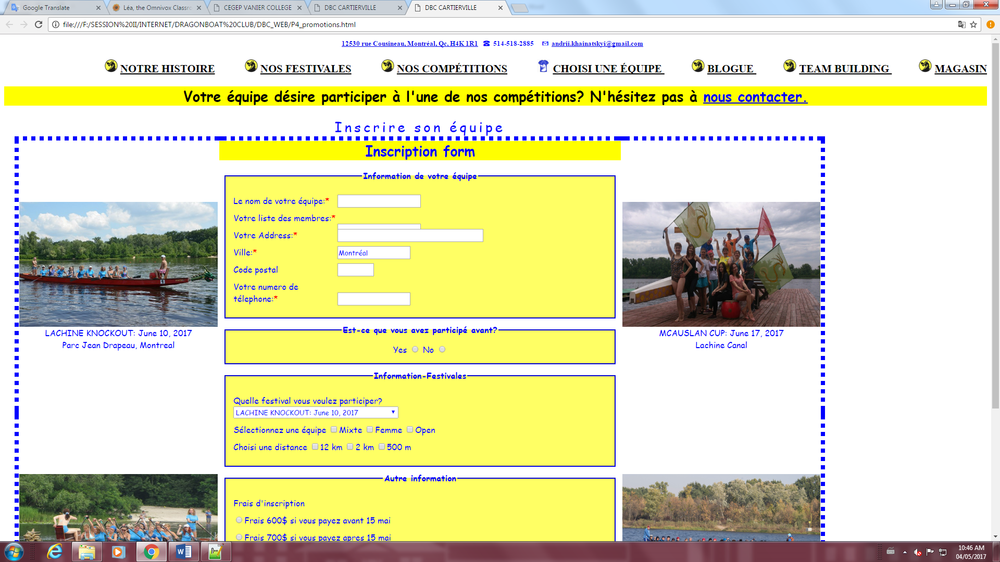 Google Translate
Léa, the Omnivox Classro
CEGEP VANIER COLLEGE
DBC CARTIERVILLE
DBC CARTIERVILLE
file:///F:/SESSION%20II/INTERNET/DRAGONBOAT%20CLUB/DBC_WEB/P4_promotions.html
12530 rue Cousineau, Montréal, Qc, H4K 1R1 ☎ 514-518-2885 andrii.khainatskyi@gmail.com
NOTRE HISTOIRE NOS FESTIVALES NOS COMPÉTITIONS CHOISI UNE ÉQUIPE BLOGUE TEAM BUILDING MAGASIN
Votre équipe désire participer à l'une de nos compétitions? N'hésitez pas à nous contacter.
Inscrire son équipe
Inscription form
Information de votre équipe
Le nom de votre équipe:*
Votre liste des membres:*
Votre Address:*
Ville:* Montréal
Code postal
Votre numero de
télephone:*
1
LACHINE KNOCKOUT: June 10, 2017
Parc Jean Drapeau, Montreal
MCAUSLAN CUP: June 17, 2017
Lachine Canal
Est-ce que vous avez participé avant?
Yes No
Information-Festivales
Quelle festival vous voulez participer?
LACHINE KNOCKOUT: June 10, 2017
Sélectionnez une équipe Mixte Femme Open
Choisi une distance 12 km 2 km 500 m
Autre information
Frais d'inscription
Frais 600$ si vous payez avant 15 mai
Frais 700$ si vous payez apres 15 mai
10:46 AM
04/05/2017